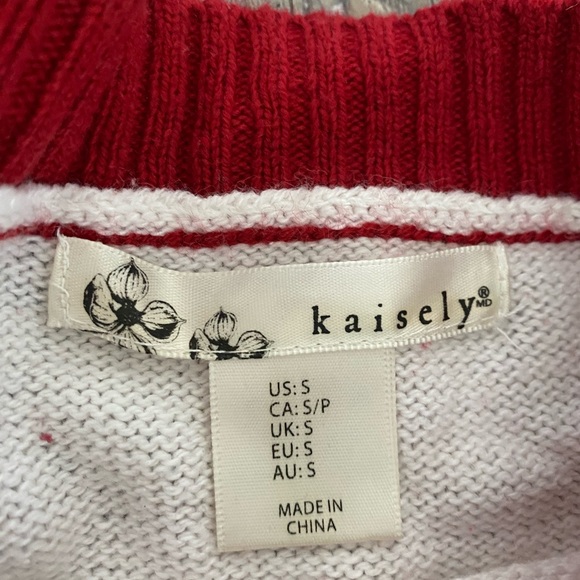 kaisely®
MD
US: S
CA: S/P
UK: S
EU: S
AU: S
MADE IN
CHINA